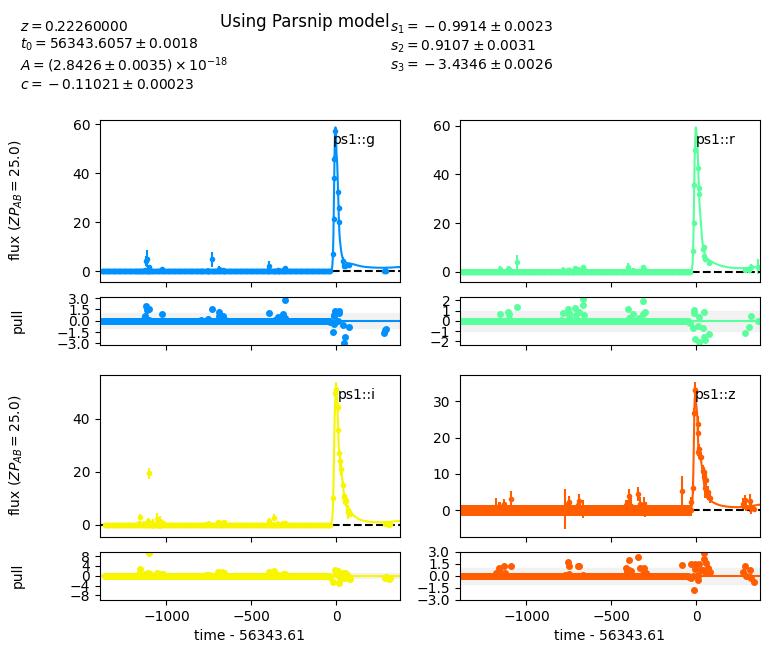 Using Parsnip model
z = 0.22260000
t0 = 56343.6057 ± 0.0018
A = (2.8426 ± 0.0035) × 10^−18
c = −0.11021 ± 0.00023
s1 = −0.9914 ± 0.0023
s2 = 0.9107 ± 0.0031
s3 = −3.4346 ± 0.0026
flux (ZP_AB = 25.0)
60
40
20
0
ps1::g
60
40
20
0
ps1::r
pull
3.0
1.5
0.0
−1.5
−3.0
2
1
0
−1
−2
flux (ZP_AB = 25.0)
40
20
0
ps1::i
30
20
10
0
ps1::z
pull
8
4
0
−4
−8
3.0
1.5
0.0
−1.5
−3.0
−1000 −500 0
time - 56343.61
−1000 −500 0
time - 56343.61